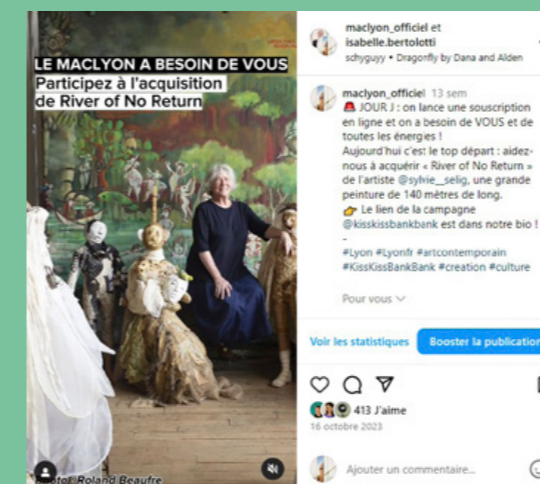 LE MACLYON A BESOIN DE VOUS
Participez à l'acquisition
de River of No Return
Photo: Roland Beaufre
maclyon_officiel et
isabelle.bertolotti
schyguyy • Dragonfly by Dana and Alden
maclyon_officiel 13 sem
🚨 JOUR J : on lance une souscription
en ligne et on a besoin de VOUS et de
toutes les énergies !
Aujourd'hui c'est le top départ : aidez-
nous à acquérir « River of No Return »
de l'artiste @sylvie__selig, une grande
peinture de 140 mètres de long.
👉 Le lien de la campagne
@kisskissbankbank est dans notre bio !
-
#Lyon #Lyonfr #artcontemporain
#KissKissBankBank #creation #culture
Pour vous
Voir les statistiques
Booster la publication
413 J'aime
16 octobre 2023
Ajouter un commentaire...